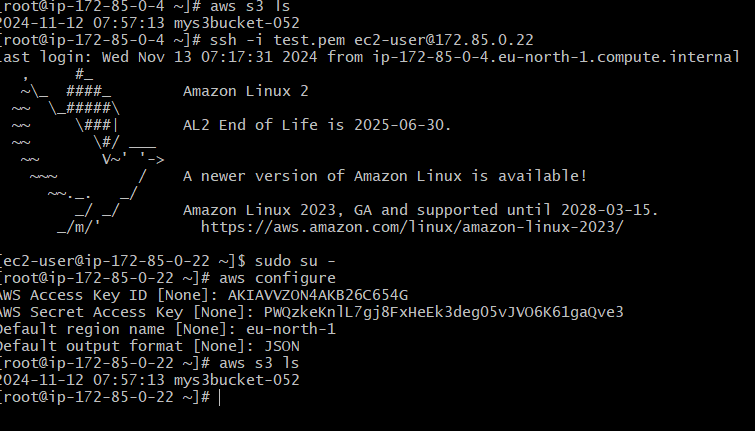 [root@ip-172-85-0-4 ~]# aws s3 ls
2024-11-12 07:57:13 mys3bucket-052
[root@ip-172-85-0-4 ~]# ssh -i test.pem ec2-user@172.85.0.22
Last login: Wed Nov 13 07:17:31 2024 from ip-172-85-0-4.eu-north-1.compute.internal
   ,     #_
   ~\_  ####_        Amazon Linux 2
  ~~  \_#####\
  ~~     \###|       AL2 End of Life is 2025-06-30.
  ~~       \#/ ___
   ~~       V~' '->
    ~~~         /    A newer version of Amazon Linux is available!
      ~~._.   _/
         _/ _/       Amazon Linux 2023, GA and supported until 2028-03-15.
       _/m/'           https://aws.amazon.com/linux/amazon-linux-2023/
[ec2-user@ip-172-85-0-22 ~]$ sudo su -
[root@ip-172-85-0-22 ~]# aws configure
AWS Access Key ID [None]: AKIAVVZON4AKB26C654G
AWS Secret Access Key [None]: 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
Default region name [None]: eu-north-1
Default output format [None]: JSON
[root@ip-172-85-0-22 ~]# aws s3 ls
2024-11-12 07:57:13 mys3bucket-052
[root@ip-172-85-0-22 ~]#